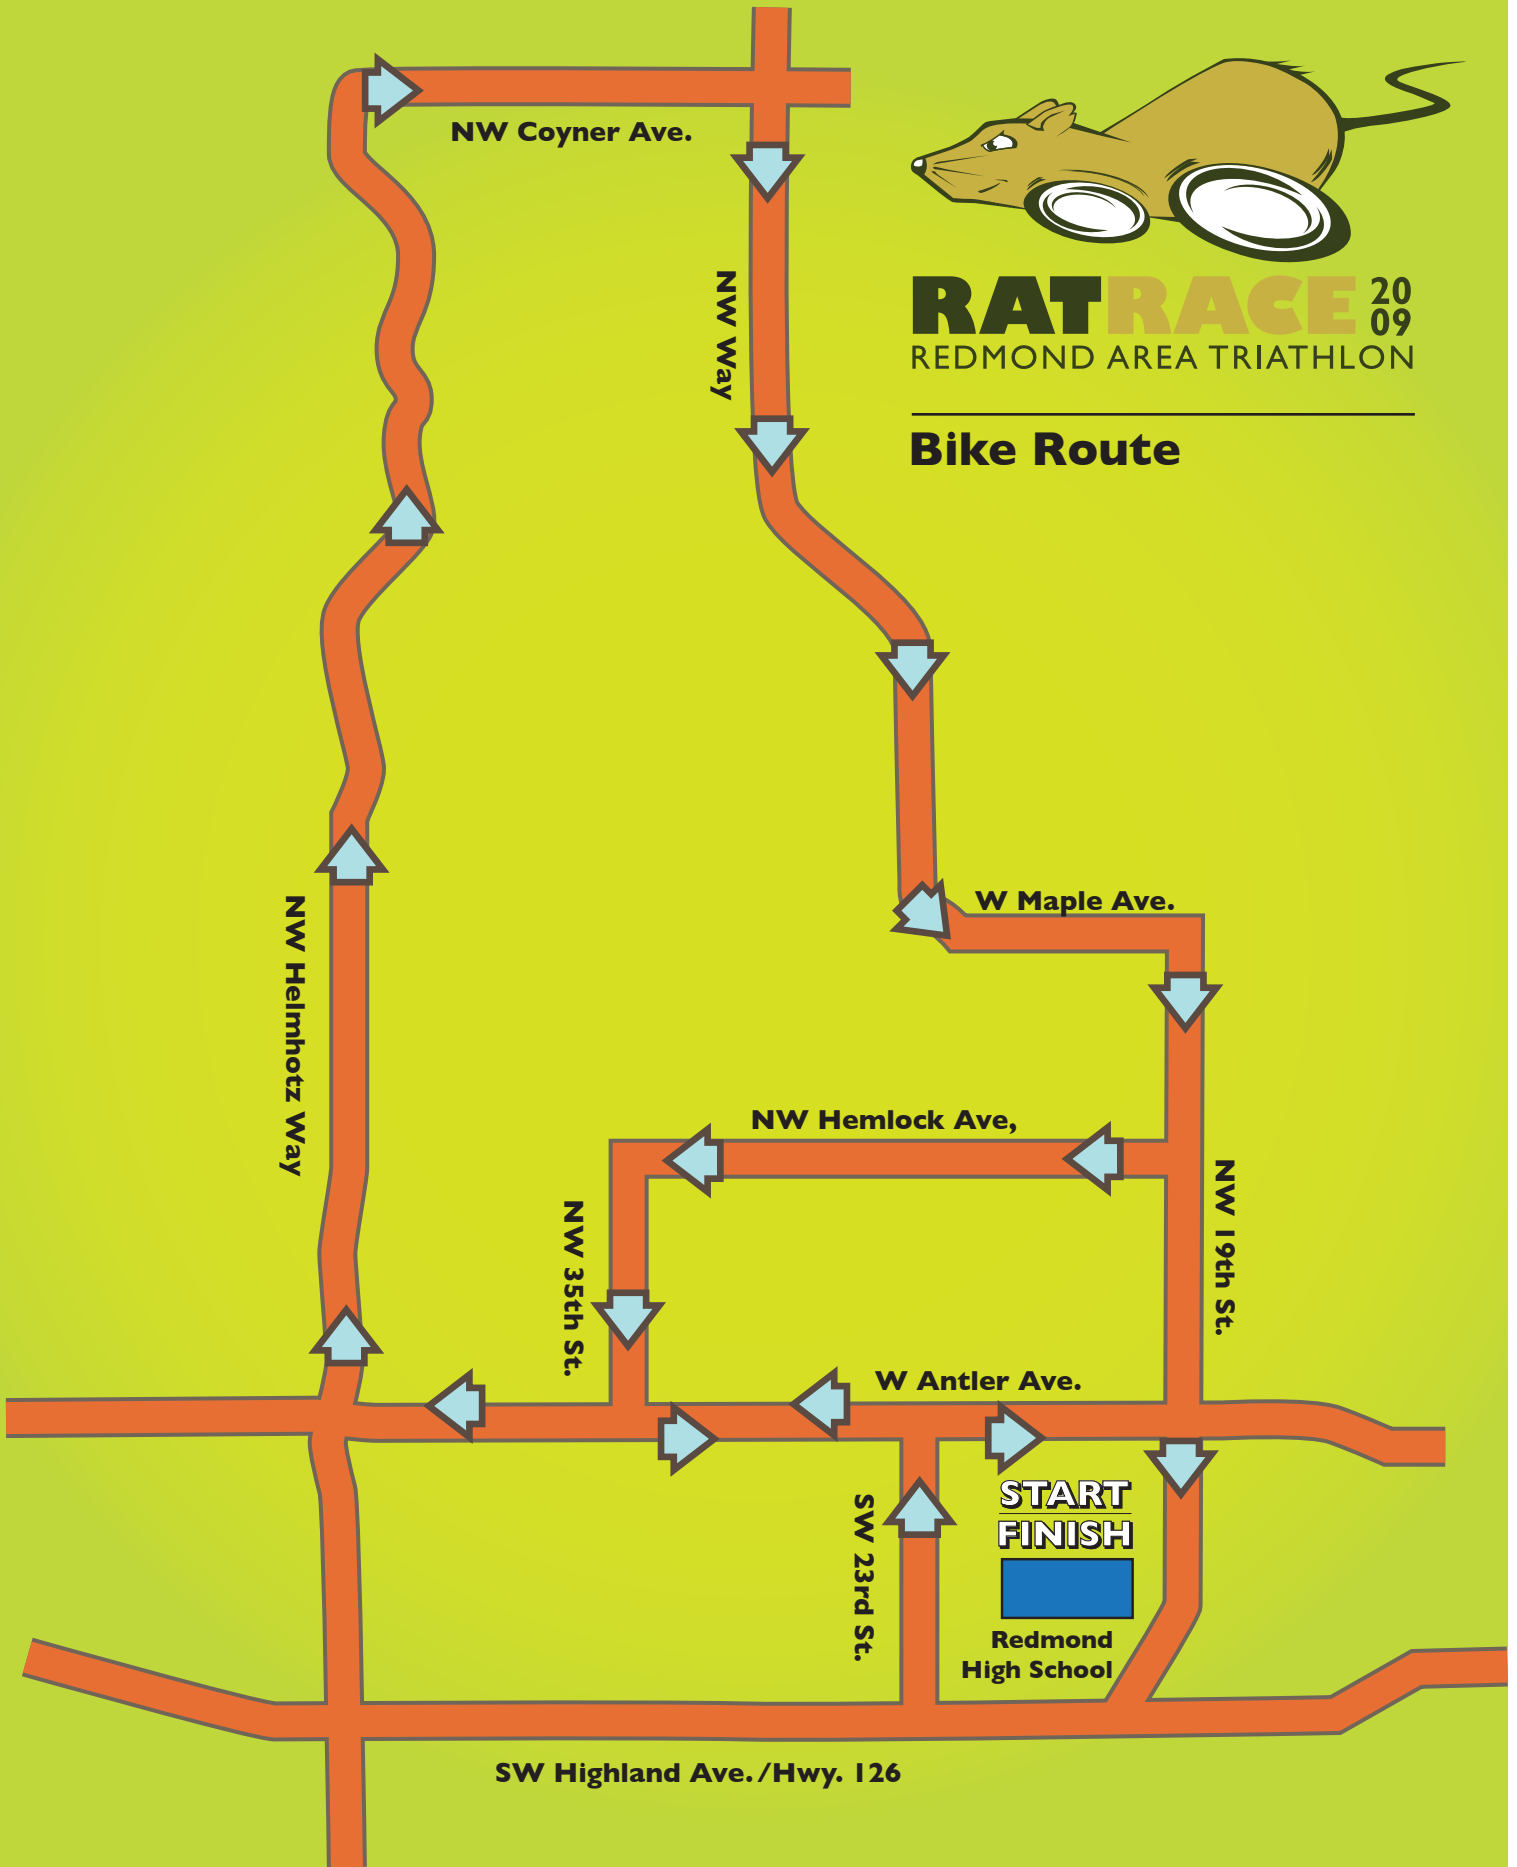 NW Coyner Ave.
NW Way
RATRACE 20
09
REDMOND AREA TRIATHLON
Bike Route
W Maple Ave.
NW Helmhotz Way
NW Hemlock Ave,
NW 35th St.
NW 19th St.
W Antler Ave.
START
FINISH
SW 23rd St.
Redmond
High School
SW Highland Ave./Hwy. 126